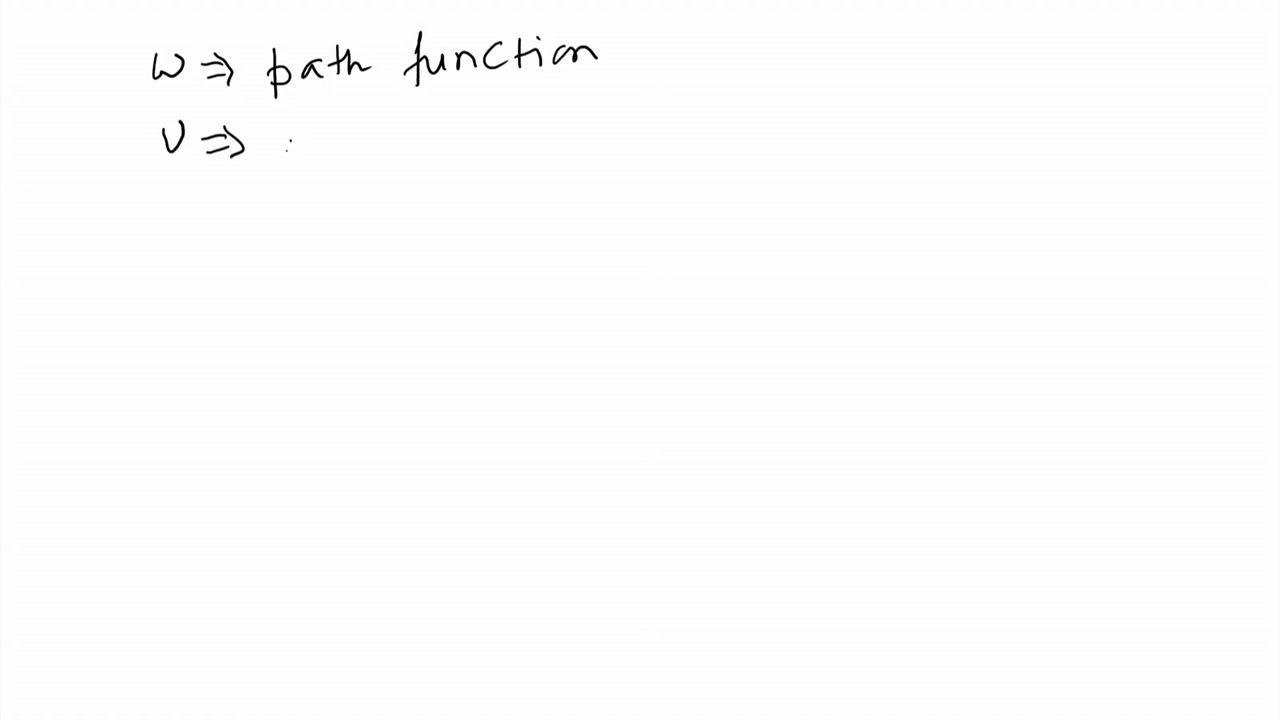 W ⇒ path function
V ⇒